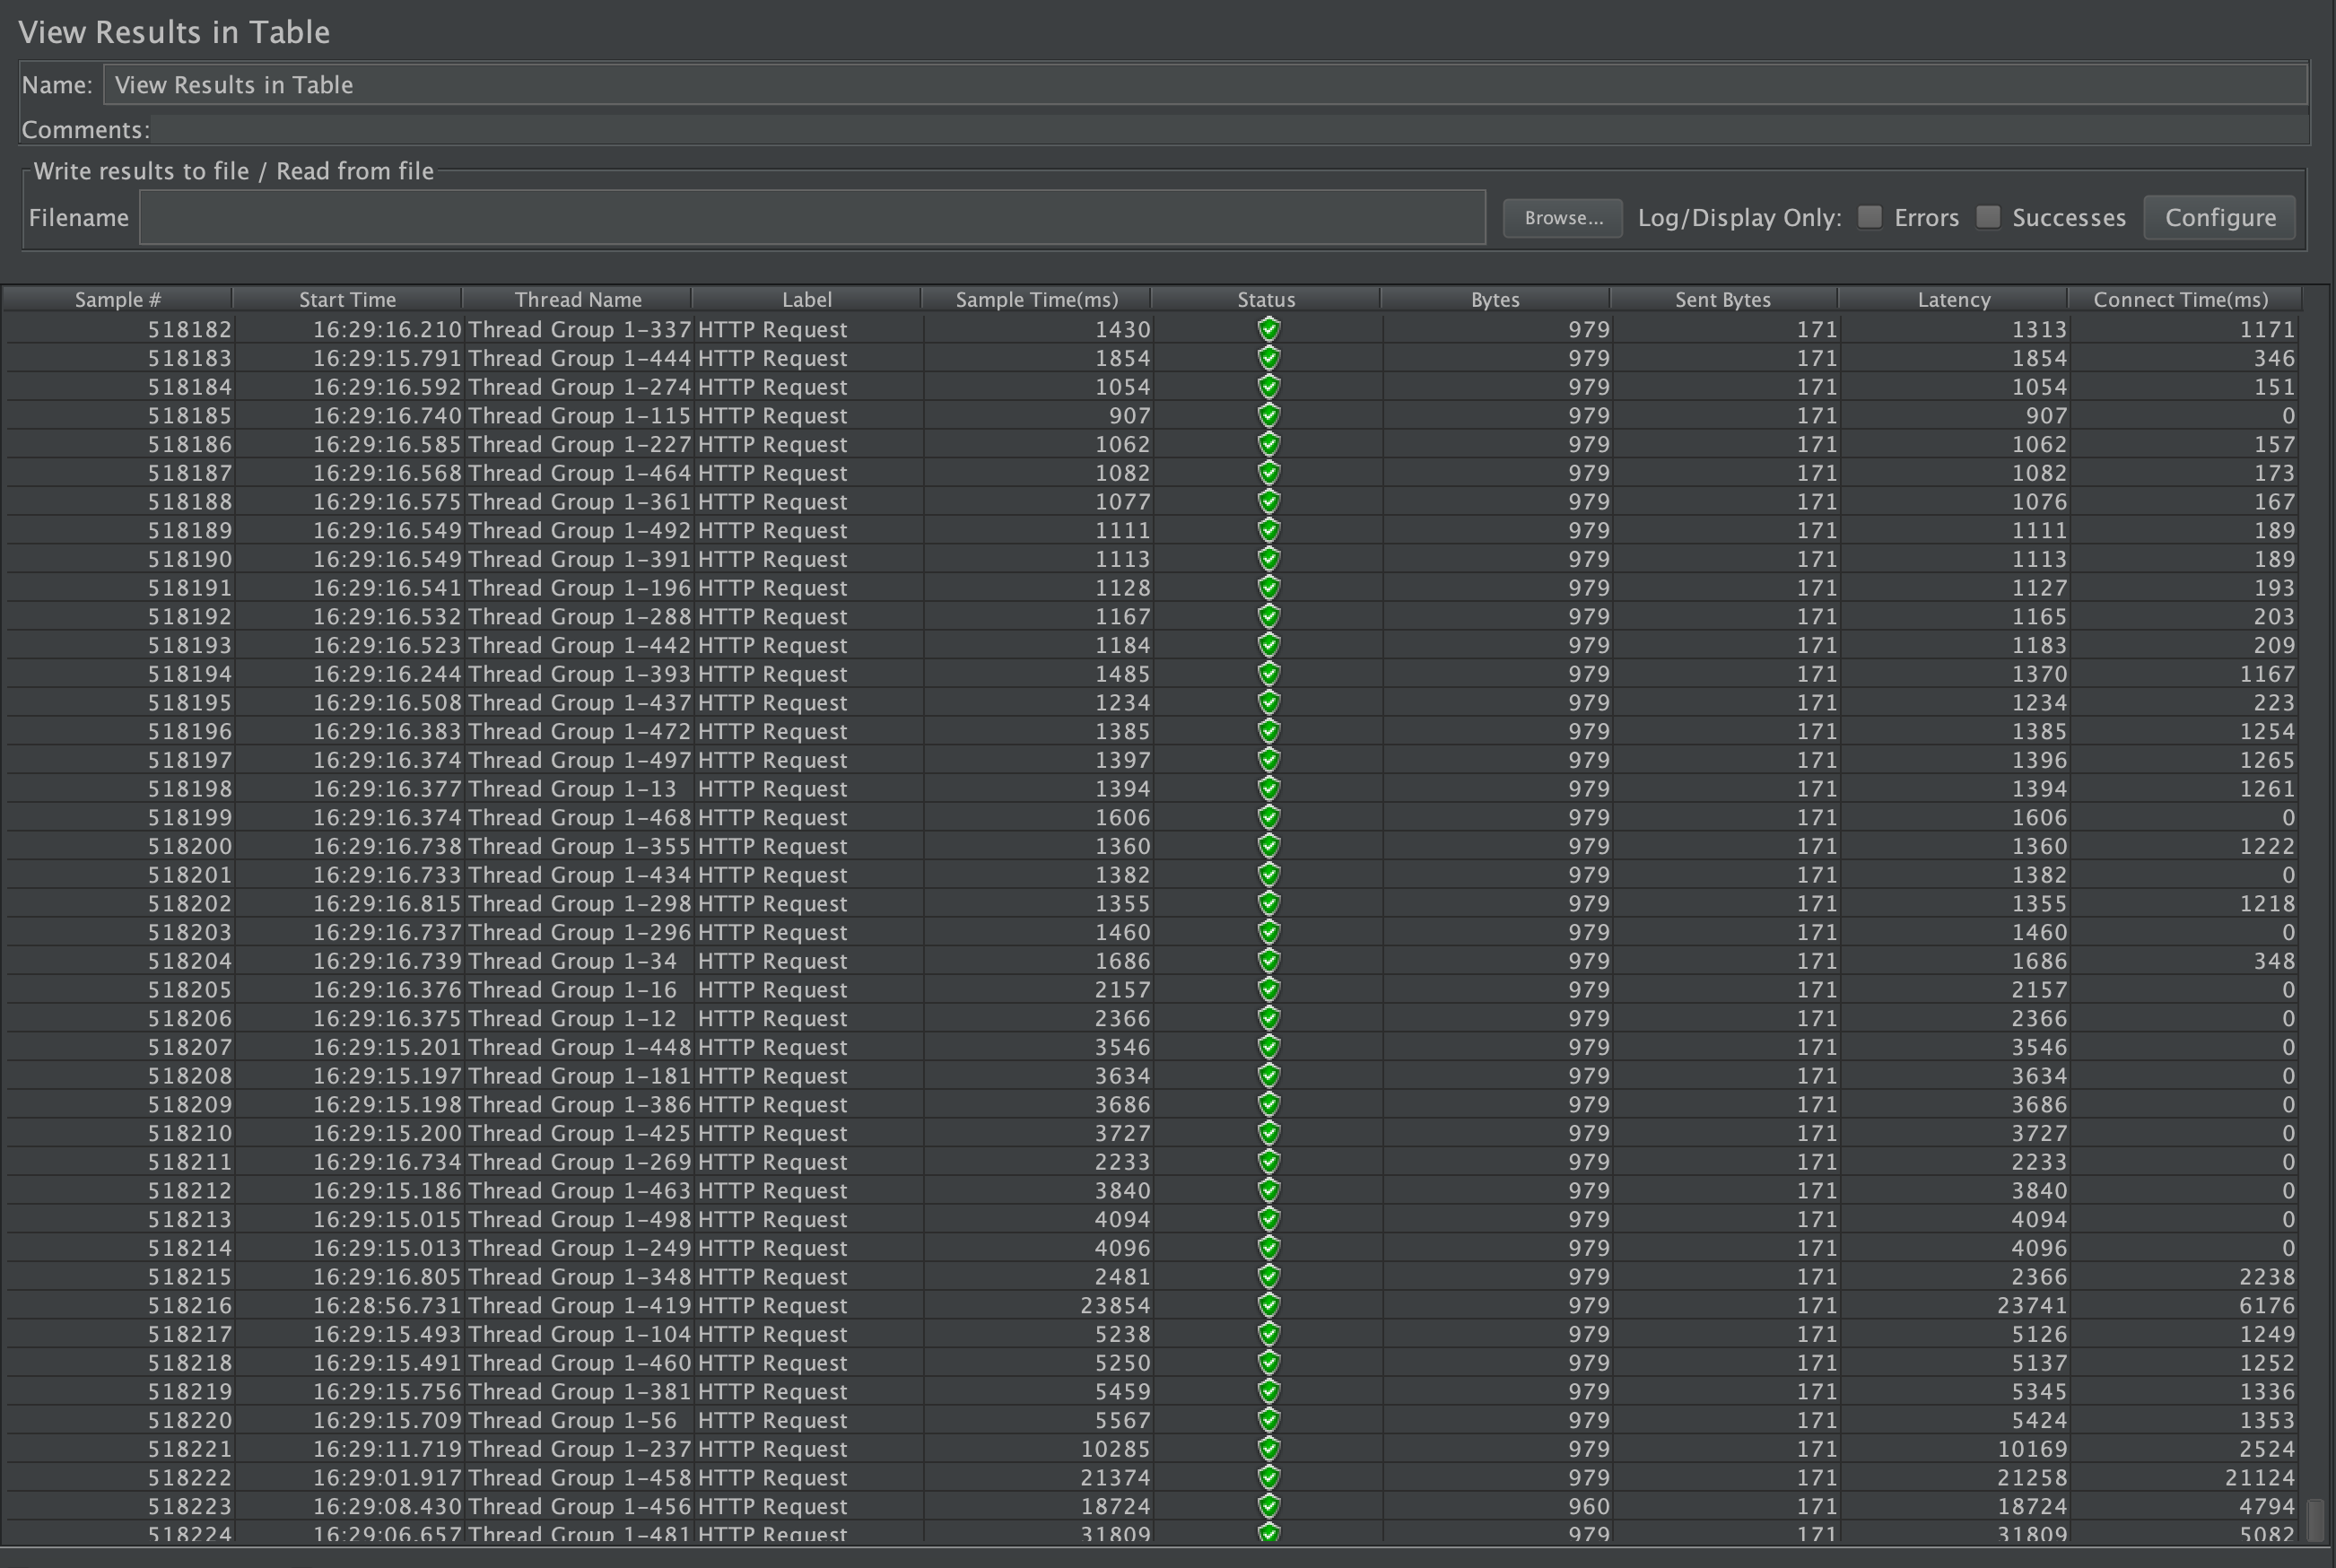 View Results in Table
Name: View Results in Table
Comments:
Write results to file / Read from file
Filename Browse... Log/Display Only: Errors Successes Configure
Sample # Start Time Thread Name Label Sample Time(ms) Status Bytes Sent Bytes Latency Connect Time(ms)
518182 16:29:16.210 Thread Group 1-337 HTTP Request 1430 979 171 1313 1171
518183 16:29:15.791 Thread Group 1-444 HTTP Request 1854 979 171 1854 346
518184 16:29:16.592 Thread Group 1-274 HTTP Request 1054 979 171 1054 151
518185 16:29:16.740 Thread Group 1-115 HTTP Request 907 979 171 907 0
518186 16:29:16.585 Thread Group 1-227 HTTP Request 1062 979 171 1062 157
518187 16:29:16.568 Thread Group 1-464 HTTP Request 1082 979 171 1082 173
518188 16:29:16.575 Thread Group 1-361 HTTP Request 1077 979 171 1076 167
518189 16:29:16.549 Thread Group 1-492 HTTP Request 1111 979 171 1111 189
518190 16:29:16.549 Thread Group 1-391 HTTP Request 1113 979 171 1113 189
518191 16:29:16.541 Thread Group 1-196 HTTP Request 1128 979 171 1127 193
518192 16:29:16.532 Thread Group 1-288 HTTP Request 1167 979 171 1165 203
518193 16:29:16.523 Thread Group 1-442 HTTP Request 1184 979 171 1183 209
518194 16:29:16.244 Thread Group 1-393 HTTP Request 1485 979 171 1370 1167
518195 16:29:16.508 Thread Group 1-437 HTTP Request 1234 979 171 1234 223
518196 16:29:16.383 Thread Group 1-472 HTTP Request 1385 979 171 1385 1254
518197 16:29:16.374 Thread Group 1-497 HTTP Request 1397 979 171 1396 1265
518198 16:29:16.377 Thread Group 1-13 HTTP Request 1394 979 171 1394 1261
518199 16:29:16.374 Thread Group 1-468 HTTP Request 1606 979 171 1606 0
518200 16:29:16.738 Thread Group 1-355 HTTP Request 1360 979 171 1360 1222
518201 16:29:16.733 Thread Group 1-434 HTTP Request 1382 979 171 1382 0
518202 16:29:16.815 Thread Group 1-298 HTTP Request 1355 979 171 1355 1218
518203 16:29:16.737 Thread Group 1-296 HTTP Request 1460 979 171 1460 0
518204 16:29:16.739 Thread Group 1-34 HTTP Request 1686 979 171 1686 348
518205 16:29:16.376 Thread Group 1-16 HTTP Request 2157 979 171 2157 0
518206 16:29:16.375 Thread Group 1-12 HTTP Request 2366 979 171 2366 0
518207 16:29:15.201 Thread Group 1-448 HTTP Request 3546 979 171 3546 0
518208 16:29:15.197 Thread Group 1-181 HTTP Request 3634 979 171 3634 0
518209 16:29:15.198 Thread Group 1-386 HTTP Request 3686 979 171 3686 0
518210 16:29:15.200 Thread Group 1-425 HTTP Request 3727 979 171 3727 0
518211 16:29:16.734 Thread Group 1-269 HTTP Request 2233 979 171 2233 0
518212 16:29:15.186 Thread Group 1-463 HTTP Request 3840 979 171 3840 0
518213 16:29:15.015 Thread Group 1-498 HTTP Request 4094 979 171 4094 0
518214 16:29:15.013 Thread Group 1-249 HTTP Request 4096 979 171 4096 0
518215 16:29:16.805 Thread Group 1-348 HTTP Request 2481 979 171 2366 2238
518216 16:28:56.731 Thread Group 1-419 HTTP Request 23854 979 171 23741 6176
518217 16:29:15.493 Thread Group 1-104 HTTP Request 5238 979 171 5126 1249
518218 16:29:15.491 Thread Group 1-460 HTTP Request 5250 979 171 5137 1252
518219 16:29:15.756 Thread Group 1-381 HTTP Request 5459 979 171 5345 1336
518220 16:29:15.709 Thread Group 1-56 HTTP Request 5567 979 171 5424 1353
518221 16:29:11.719 Thread Group 1-237 HTTP Request 10285 979 171 10169 2524
518222 16:29:01.917 Thread Group 1-458 HTTP Request 21374 979 171 21258 21124
518223 16:29:08.430 Thread Group 1-456 HTTP Request 18724 960 171 18724 4794
518224 16:29:06.657 Thread Group 1-481 HTTP Request 31809 979 171 31809 5082